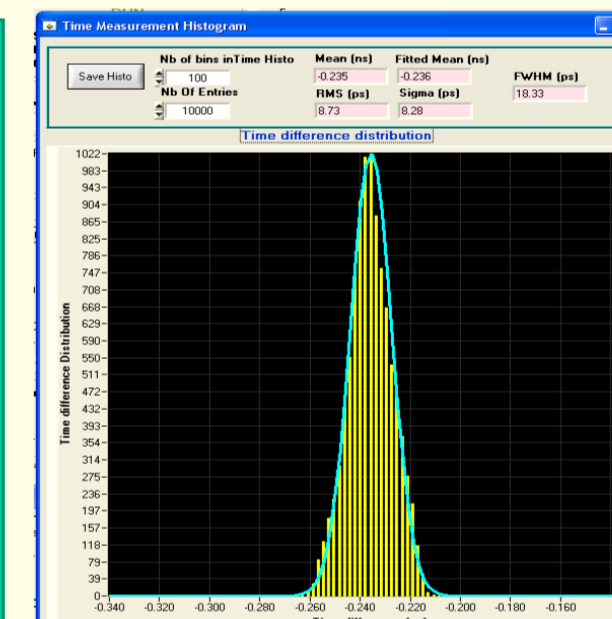 Time Measurement Histogram
Save Histo
Nb of bins inTime Histo
100
Nb Of Entries
10000
Mean (ns)
-0.235
RMS (ps)
8.73
Fitted Mean (ns)
-0.236
Sigma (ps)
8.28
FWHM (ps)
18.33
Time difference distribution
Time difference Distribution
1022
983
943
904
865
825
786
747
708
668
629
590
550
511
472
432
393
354
314
275
236
197
157
118
79
39
0
-0.340 -0.320 -0.300 -0.280 -0.260 -0.240 -0.220 -0.200 -0.180 -0.160